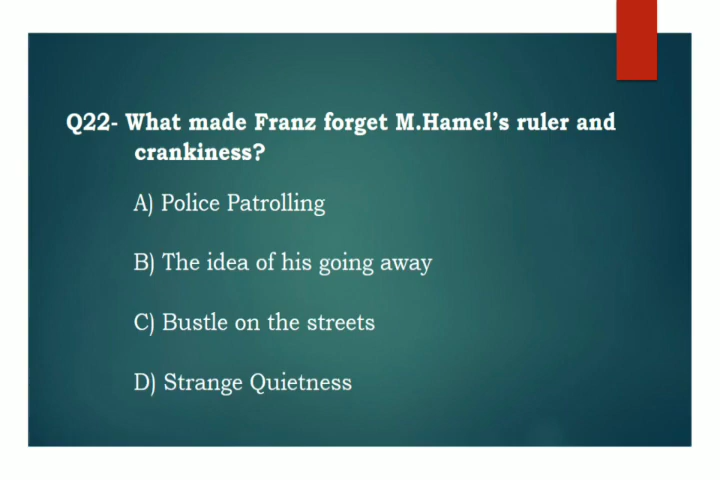 Q22- What made Franz forget M.Hamel's ruler and
crankiness?
A) Police Patrolling
B) The idea of his going away
C) Bustle on the streets
D) Strange Quietness